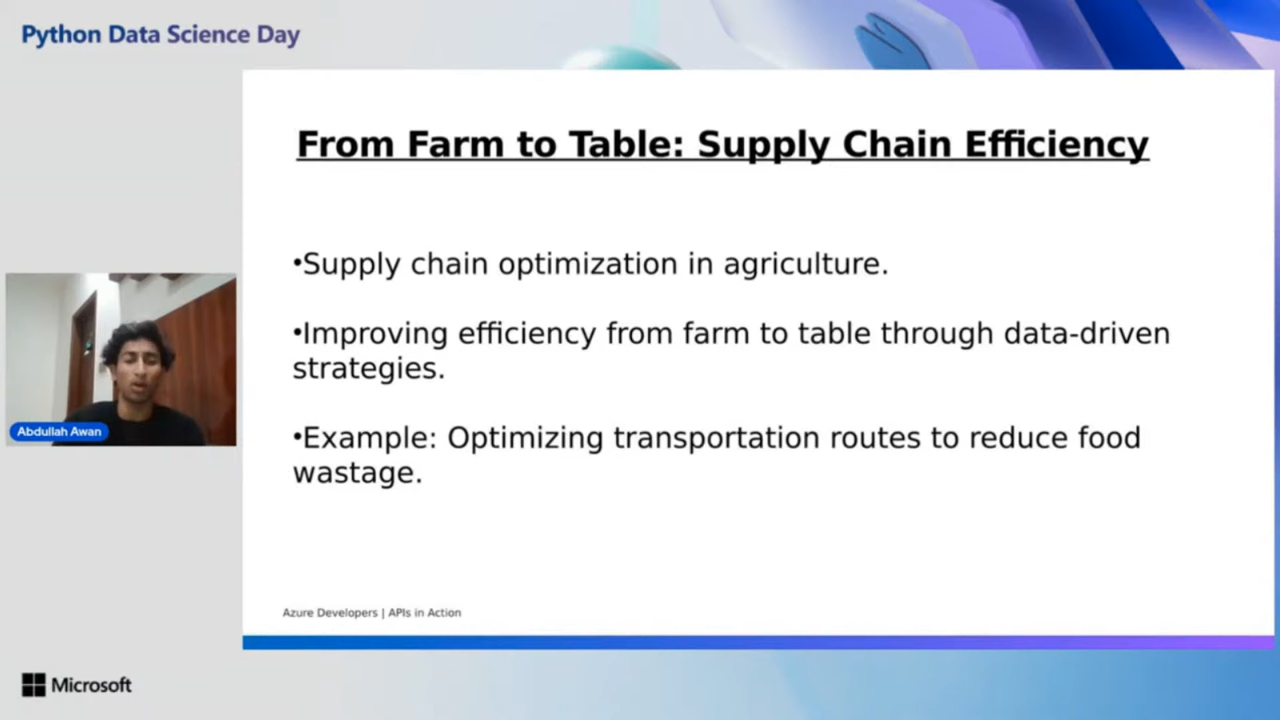 Python Data Science Day
From Farm to Table: Supply Chain Efficiency
•Supply chain optimization in agriculture.
•Improving efficiency from farm to table through data-driven
strategies.
•Example: Optimizing transportation routes to reduce food
wastage.
Abdullah Awan
Azure Developers | APIs in Action
Microsoft